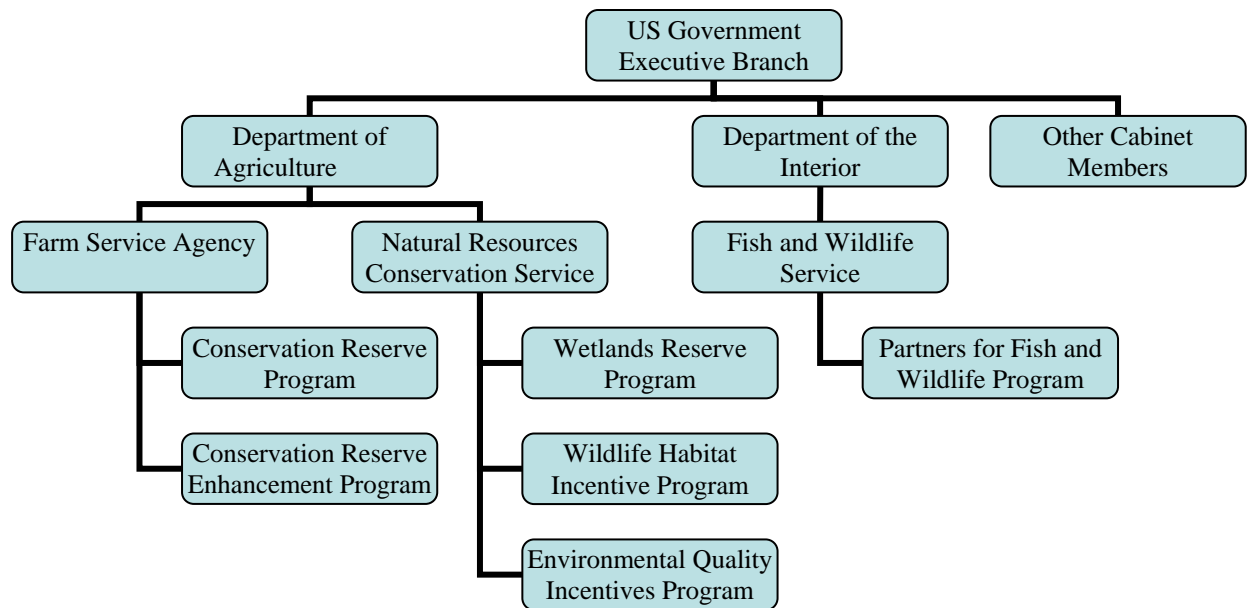 US Government
Executive Branch
Department of
Agriculture
Department of the
Interior
Other Cabinet
Members
Farm Service Agency
Natural Resources
Conservation Service
Fish and Wildlife
Service
Conservation Reserve
Program
Wetlands Reserve
Program
Partners for Fish and
Wildlife Program
Conservation Reserve
Enhancement Program
Wildlife Habitat
Incentive Program
Environmental Quality
Incentives Program